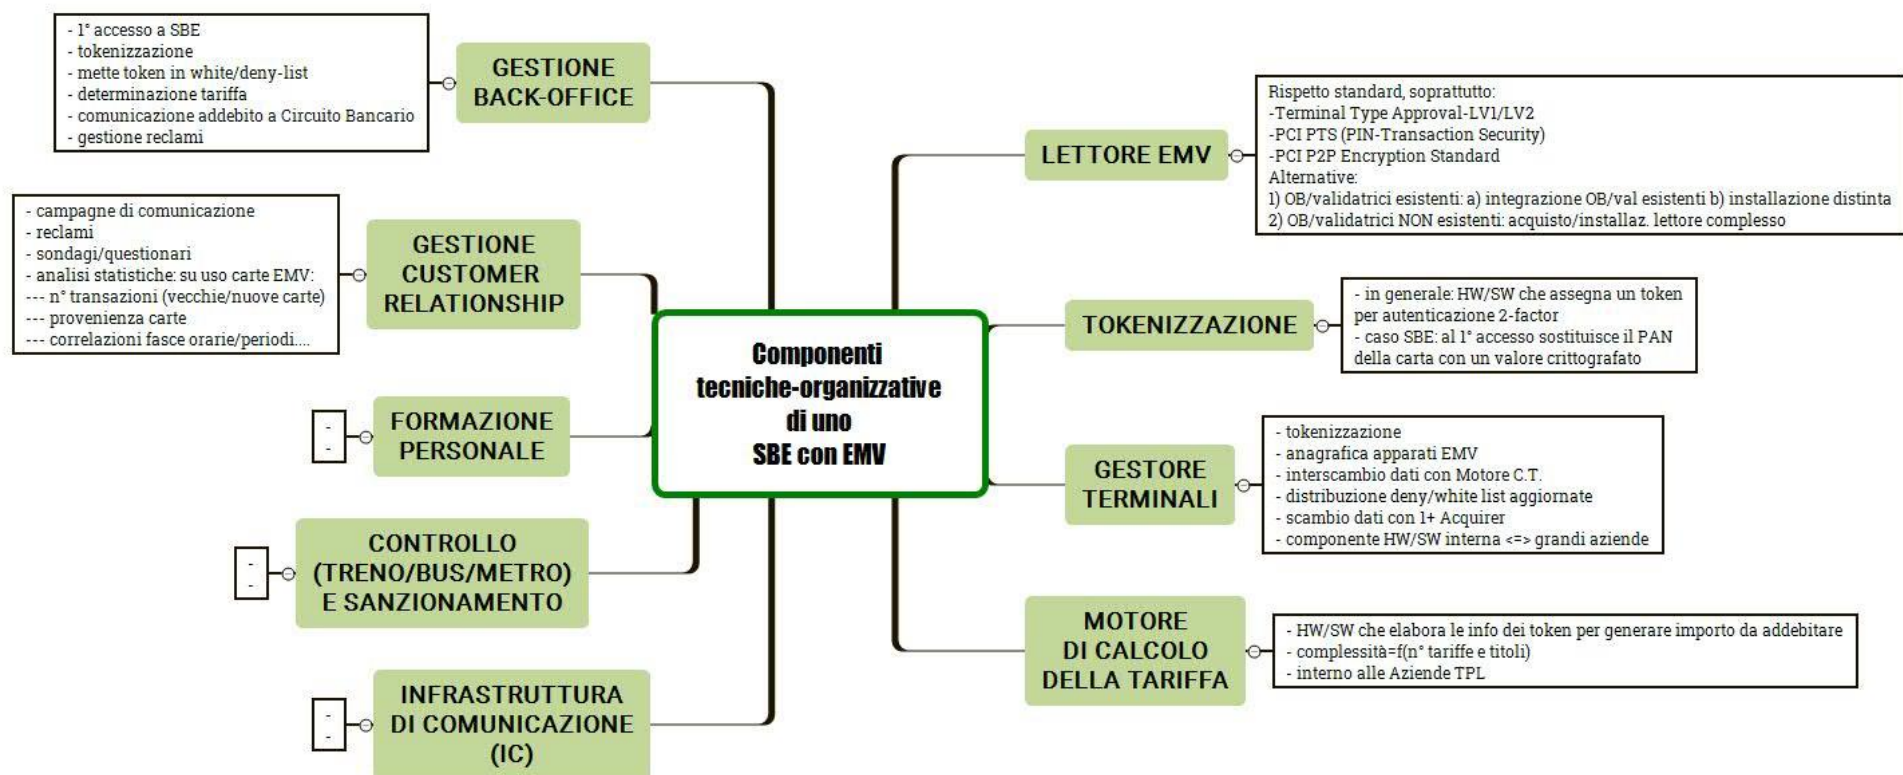 - 1° accesso a SBE
- tokenizzazione
- mette token in white/deny-list
- determinazione tariffa
- comunicazione addebito a Circuito Bancario
- gestione reclami
GESTIONE
BACK-OFFICE
- campagne di comunicazione
- reclami
- sondagi/questionari
- analisi statistiche: su uso carte EMV:
--- n° transazioni (vecchie/nuove carte)
--- provenienza carte
--- correlazioni fasce orarie/periodi....
GESTIONE
CUSTOMER
RELATIONSHIP
-
-
FORMAZIONE
PERSONALE
-
-
CONTROLLO
(TRENO/BUS/METRO)
E SANZIONAMENTO
-
-
INFRASTRUTTURA
DI COMUNICAZIONE
(IC)
Componenti
tecniche-organizzative
di uno
SBE con EMV
LETTORE EMV
Rispetto standard, soprattutto:
-Terminal Type Approval-LV1/LV2
-PCI PTS (PIN-Transaction Security)
-PCI P2P Encryption Standard
Alternative:
1) OB/validatrici esistenti: a) integrazione OB/val esistenti b) installazione distinta
2) OB/validatrici NON esistenti: acquisto/installaz. lettore complesso
TOKENIZZAZIONE
- in generale: HW/SW che assegna un token
per autenticazione 2-factor
- caso SBE: al 1° accesso sostituisce il PAN
della carta con un valore crittografato
GESTORE
TERMINALI
- tokenizzazione
- anagrafica apparati EMV
- interscambio dati con Motore C.T.
- distribuzione deny/white list aggiornate
- scambio dati con 1+ Acquirer
- componente HW/SW interna <=> grandi aziende
MOTORE
DI CALCOLO
DELLA TARIFFA
- HW/SW che elabora le info dei token per generare importo da addebitare
- complessità=f(n° tariffe e titoli)
- interno alle Aziende TPL